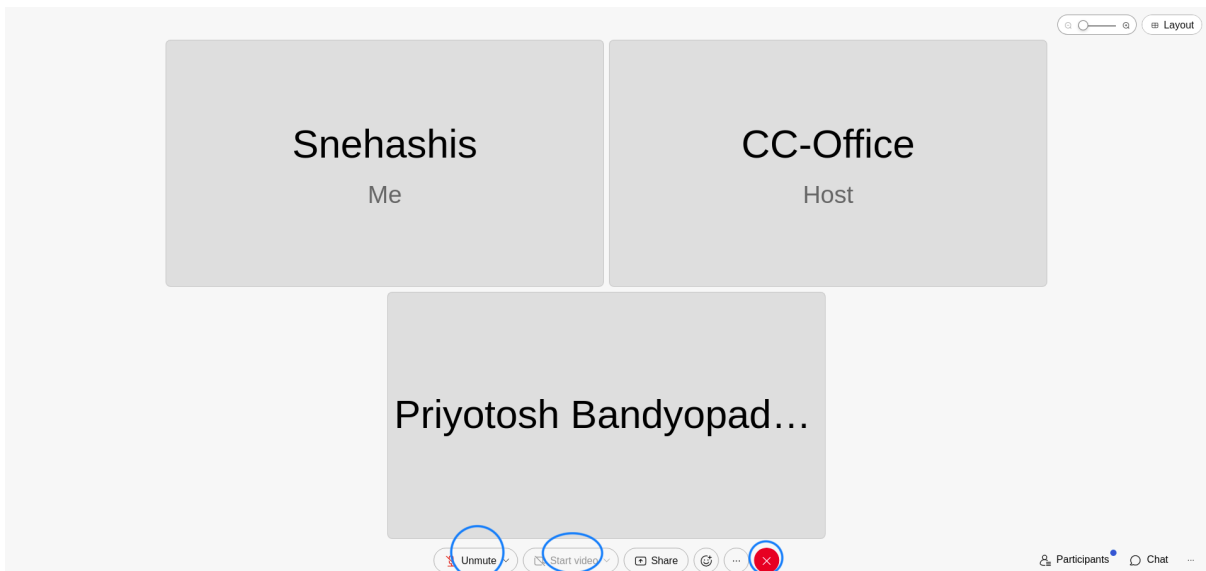 Layout
Snehashis
Me
CC-Office
Host
Priyotosh Bandyopad…
Unmute
Start video
Share
Participants
Chat